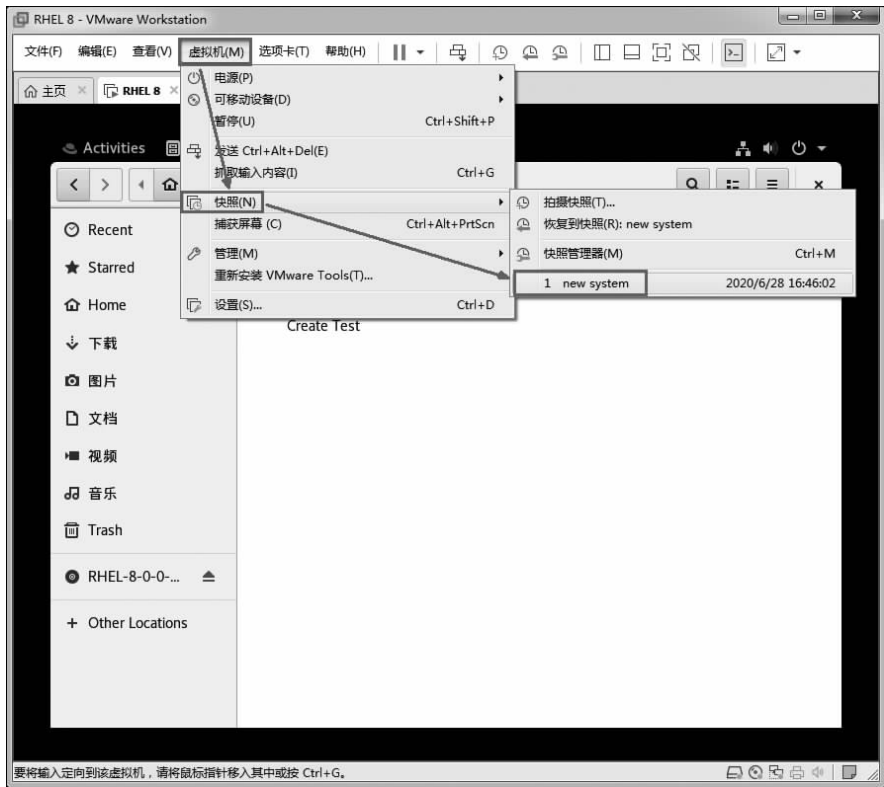 RHEL 8 - VMware Workstation
文件(F) 编辑(E) 查看(V) 虚拟机(M) 选项卡(T) 帮助(H)
主页 RHEL 8
电源(P)
可移动设备(D)
暂停(U) Ctrl+Shift+P
发送 Ctrl+Alt+Del(E)
抓取输入内容(I) Ctrl+G
快照(N)
捕获屏幕 (C) Ctrl+Alt+PrtScn
管理(M)
重新安装 VMware Tools(T)...
设置(S)... Ctrl+D
拍摄快照(T)...
恢复到快照(R): new system
快照管理器(M) Ctrl+M
1 new system 2020/6/28 16:46:02
Activities
Recent
Starred
Home
下载
图片
文档
视频
音乐
Trash
RHEL-8-0-0-...
+ Other Locations
Create Test
要将输入定向到该虚拟机，请将鼠标指针移入其中或按 Ctrl+G。